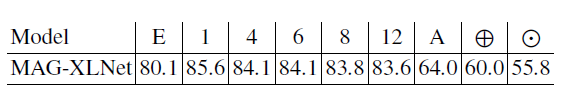 Model E 1 4 6 8 12 A ⊕ ⊙
MAG-XLNet 80.1 85.6 84.1 84.1 83.8 83.6 64.0 60.0 55.8